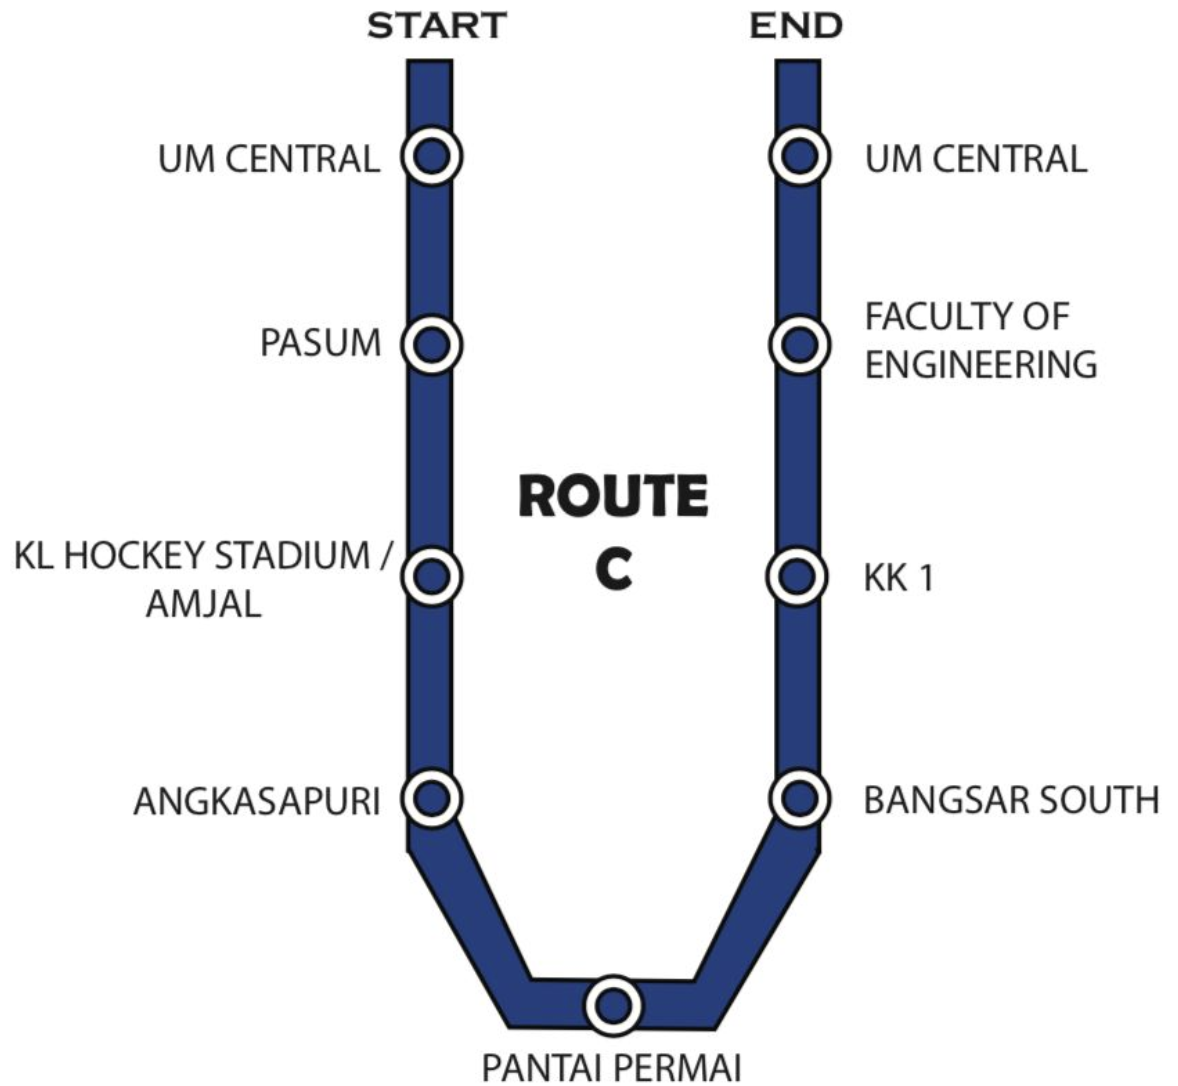 START
END
UM CENTRAL
UM CENTRAL
PASUM
FACULTY OF
ENGINEERING
ROUTE
C
KL HOCKEY STADIUM /
AMJAL
KK 1
ANGKASAPURI
BANGSAR SOUTH
PANTAI PERMAI